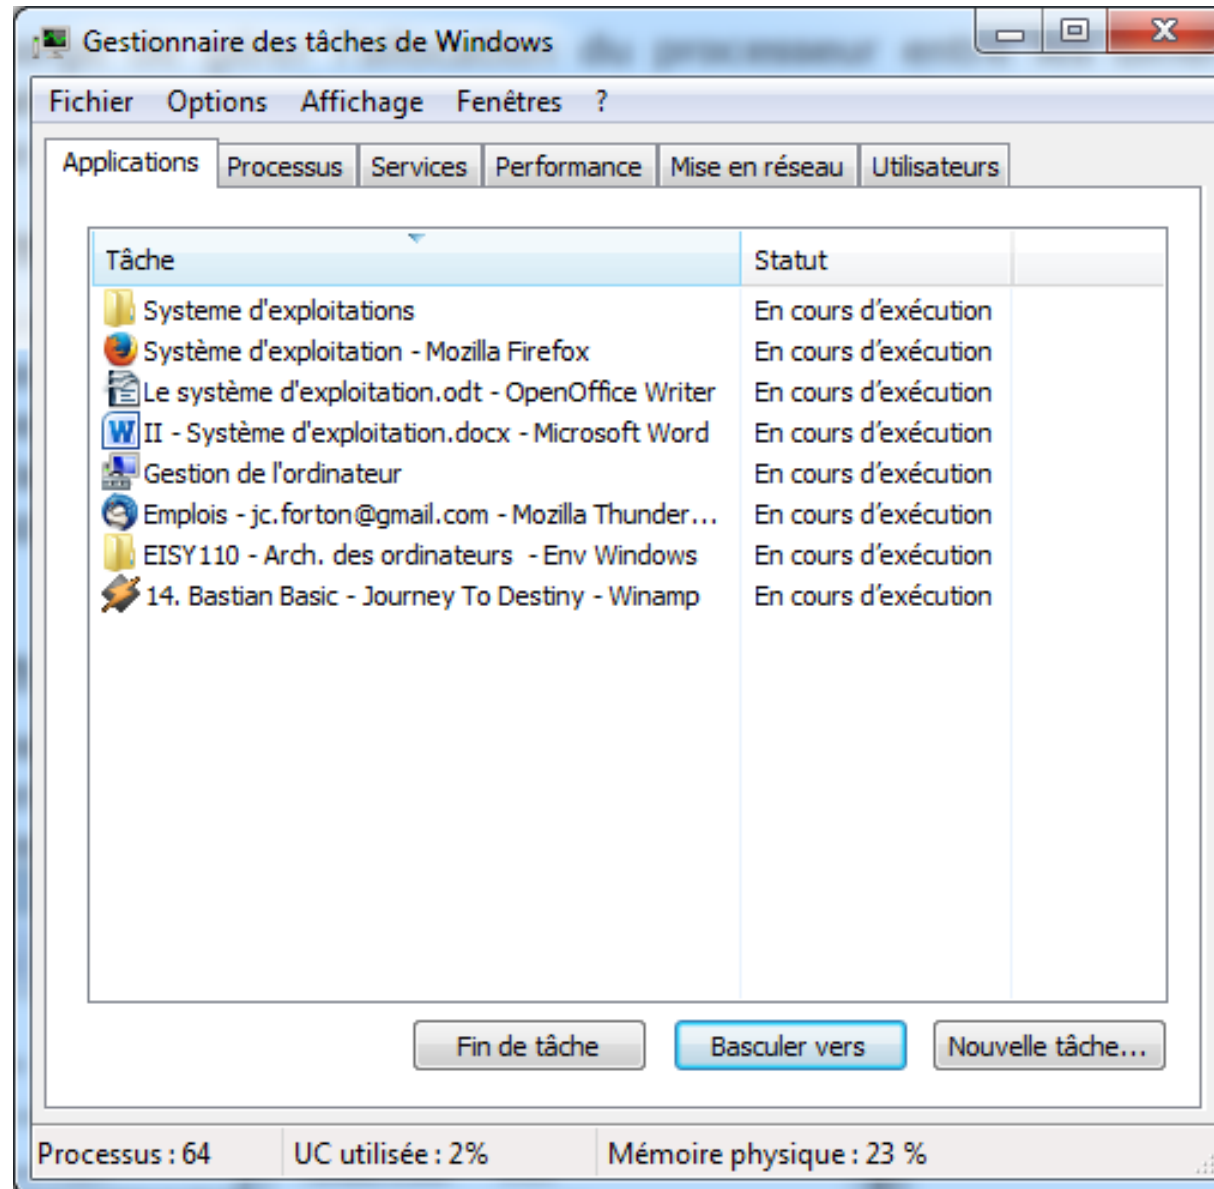 Gestionnaire des tâches de Windows
Fichier Options Affichage Fenêtres ?
Applications Processus Services Performance Mise en réseau Utilisateurs
Tâche Statut
Systeme d'exploitations En cours d’exécution
Système d'exploitation - Mozilla Firefox En cours d’exécution
Le système d'exploitation.odt - OpenOffice Writer En cours d’exécution
II - Système d'exploitation.docx - Microsoft Word En cours d’exécution
Gestion de l'ordinateur En cours d’exécution
Emplois - jc.forton@gmail.com - Mozilla Thunder... En cours d’exécution
EISY110 - Arch. des ordinateurs - Env Windows En cours d’exécution
14. Bastian Basic - Journey To Destiny - Winamp En cours d’exécution
Fin de tâche Basculer vers Nouvelle tâche...
Processus : 64 UC utilisée : 2% Mémoire physique : 23 %